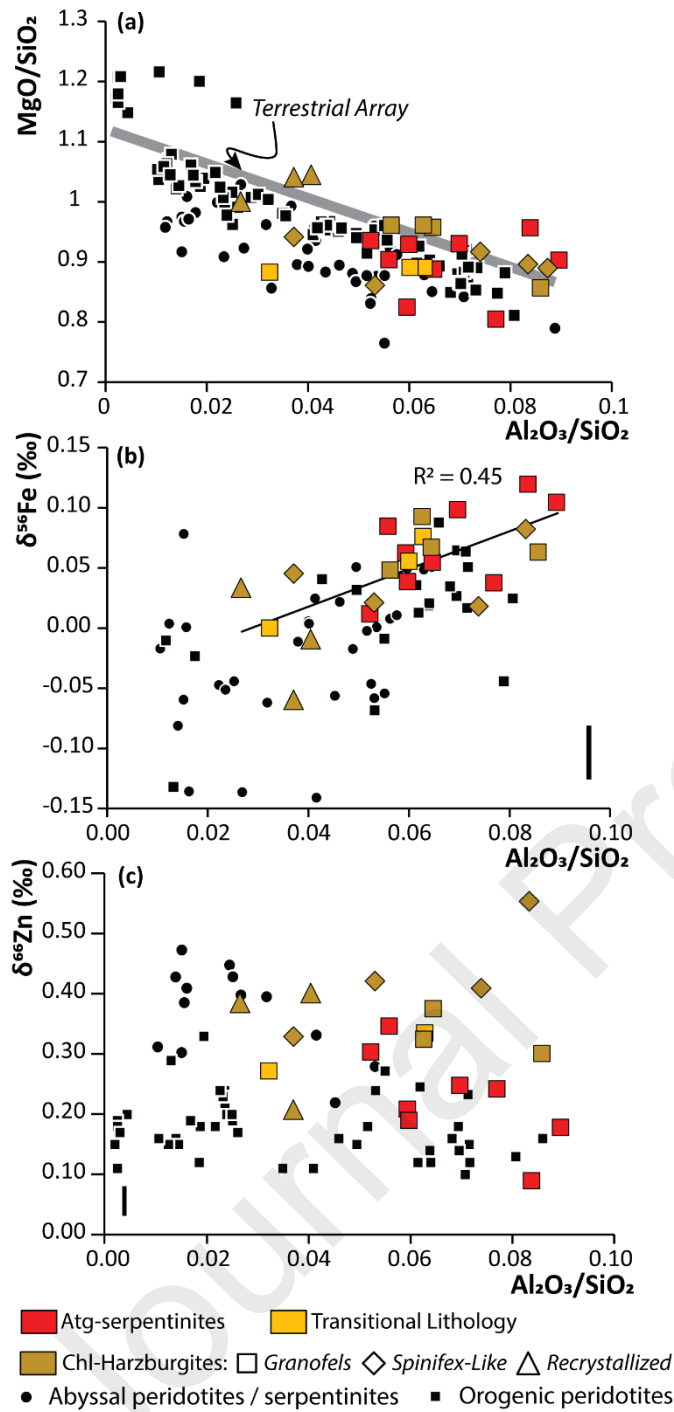 (a)
MgO/SiO₂
1.3
1.2
1.1
1
0.9
0.8
0.7
Terrestrial Array
0 0.02 0.04 0.06 0.08 0.1
Al₂O₃/SiO₂
(b)
δ⁵⁶Fe (‰)
0.15
0.10
0.05
0.00
-0.05
-0.10
-0.15
R² = 0.45
0.00 0.02 0.04 0.06 0.08 0.10
Al₂O₃/SiO₂
(c)
δ⁶⁶Zn (‰)
0.60
0.50
0.40
0.30
0.20
0.10
0.00
0.00 0.02 0.04 0.06 0.08 0.10
Al₂O₃/SiO₂
Journal Pr
Atg-serpentinites Transitional Lithology
Chl-Harzburgites: Granofels Spinifex-Like Recrystallized
Abyssal peridotites / serpentinites Orogenic peridotites